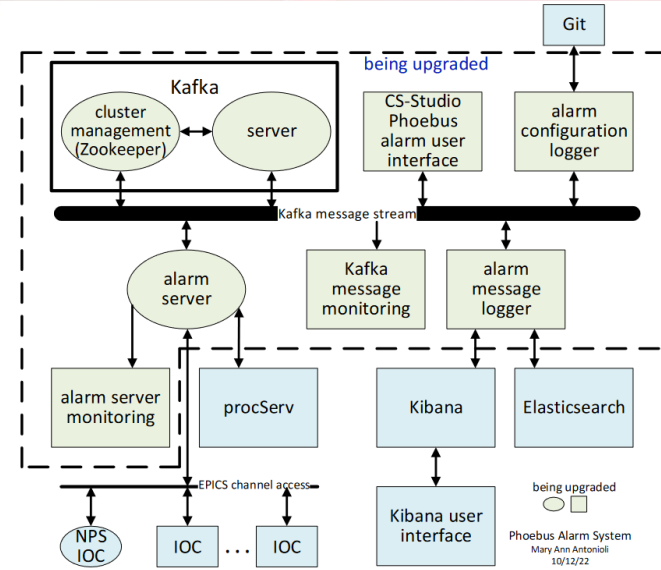 Git
being upgraded
Kafka
cluster
management
(Zookeeper)
server
CS-Studio
Phoebus
alarm user
interface
alarm
configuration
logger
Kafka message stream
alarm
server
Kafka
message
monitoring
alarm
message
logger
alarm server
monitoring
procServ
Kibana
Elasticsearch
EPICS channel access
NPS
IOC
IOC
...
IOC
Kibana user
interface
being upgraded
Phoebus Alarm System
Mary Ann Antonioli
10/12/22